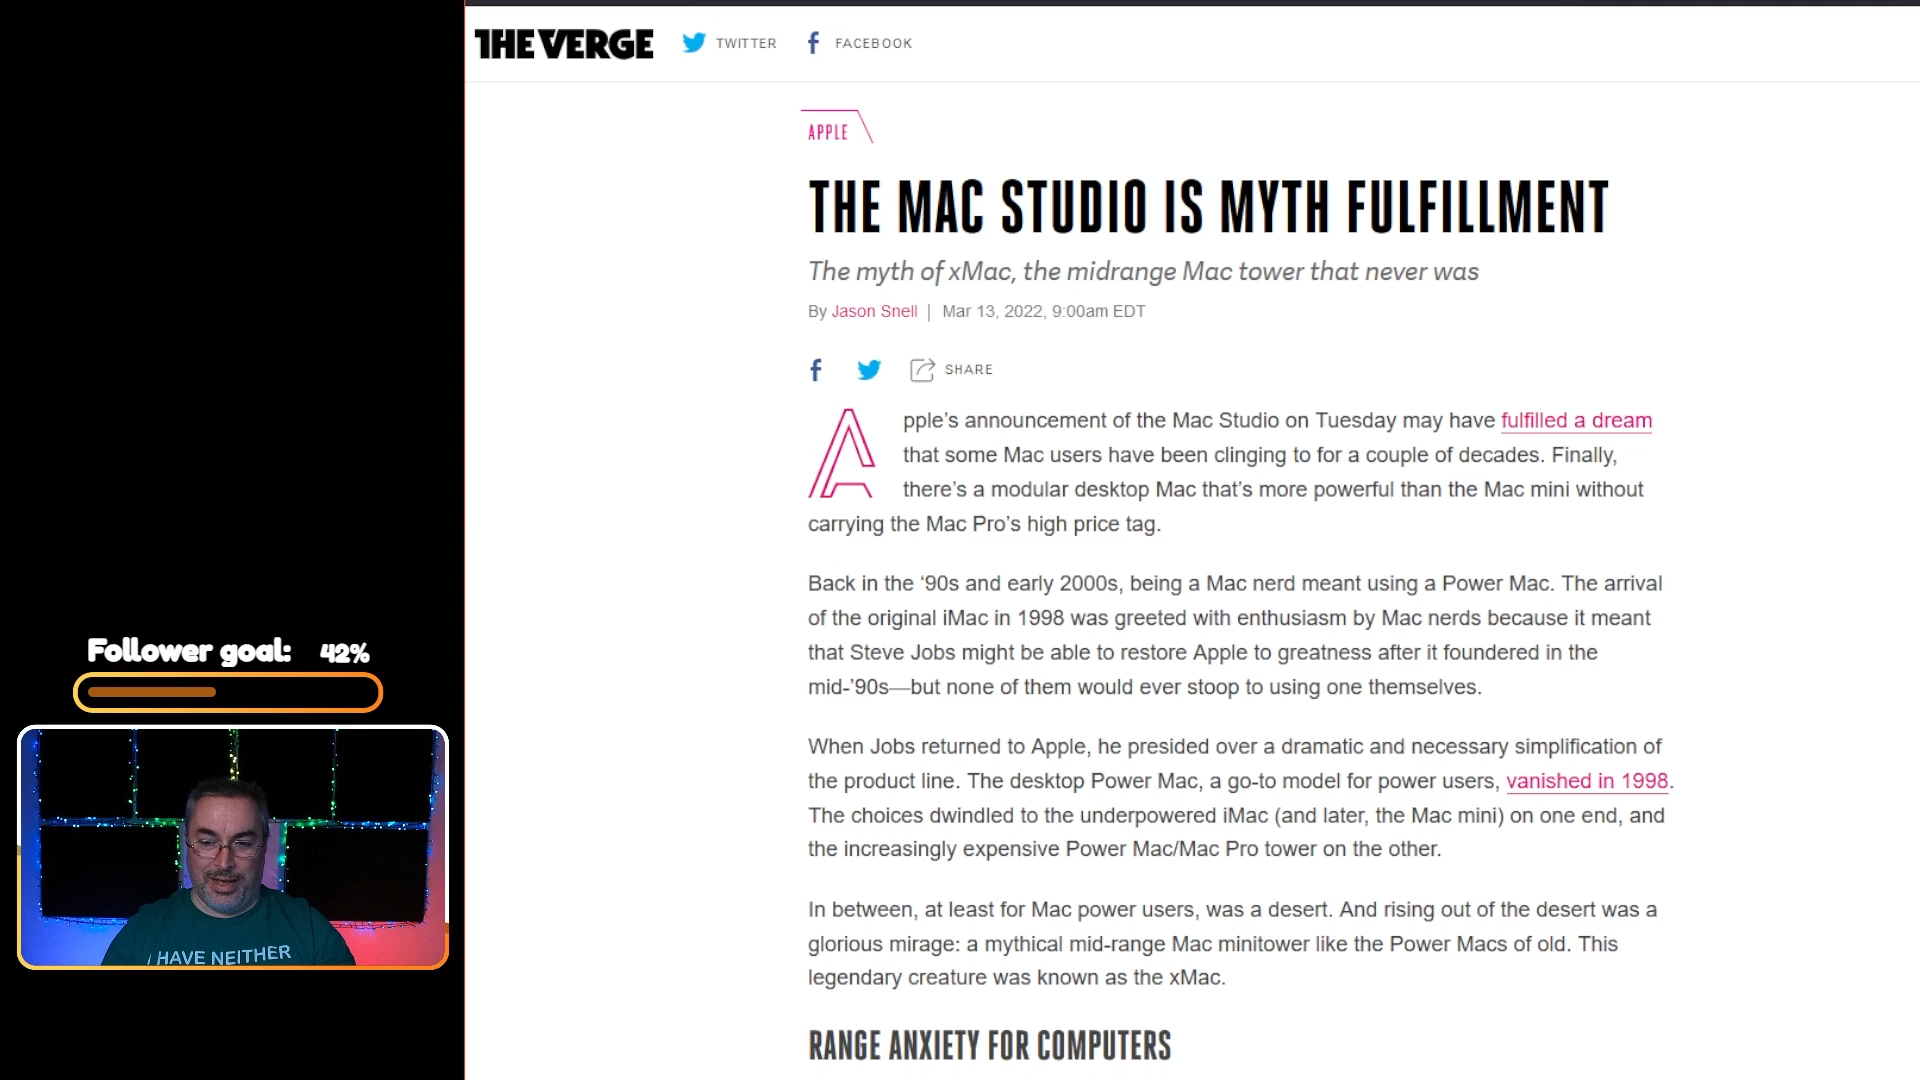 THE VERGE TWITTER FACEBOOK
APPLE
THE MAC STUDIO IS MYTH FULFILLMENT
The myth of xMac, the midrange Mac tower that never was
By Jason Snell | Mar 13, 2022, 9:00am EDT
SHARE
Apple’s announcement of the Mac Studio on Tuesday may have fulfilled a dream
that some Mac users have been clinging to for a couple of decades. Finally,
there’s a modular desktop Mac that’s more powerful than the Mac mini without
carrying the Mac Pro’s high price tag.
Back in the ‘90s and early 2000s, being a Mac nerd meant using a Power Mac. The arrival
of the original iMac in 1998 was greeted with enthusiasm by Mac nerds because it meant
that Steve Jobs might be able to restore Apple to greatness after it foundered in the
mid-’90s—but none of them would ever stoop to using one themselves.
When Jobs returned to Apple, he presided over a dramatic and necessary simplification of
the product line. The desktop Power Mac, a go-to model for power users, vanished in 1998.
The choices dwindled to the underpowered iMac (and later, the Mac mini) on one end, and
the increasingly expensive Power Mac/Mac Pro tower on the other.
In between, at least for Mac power users, was a desert. And rising out of the desert was a
glorious mirage: a mythical mid-range Mac minitower like the Power Macs of old. This
legendary creature was known as the xMac.
RANGE ANXIETY FOR COMPUTERS
Follower goal: 42%
I HAVE NEITHER